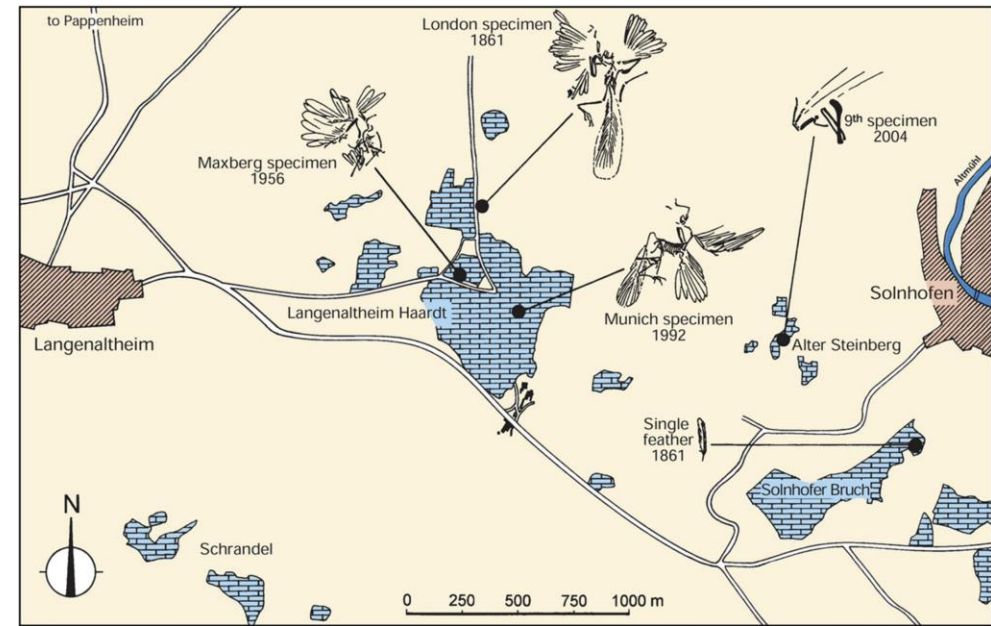 to Pappenheim
London specimen
1861
9th specimen
2004
Maxberg specimen
1956
Altmühl
Solnhofen
Langenaltheim Haardt
Munich specimen
1992
Langenaltheim
Alter Steinberg
Single
feather
1861
Solnhofer Bruch
N
Schrandel
0 250 500 750 1000 m